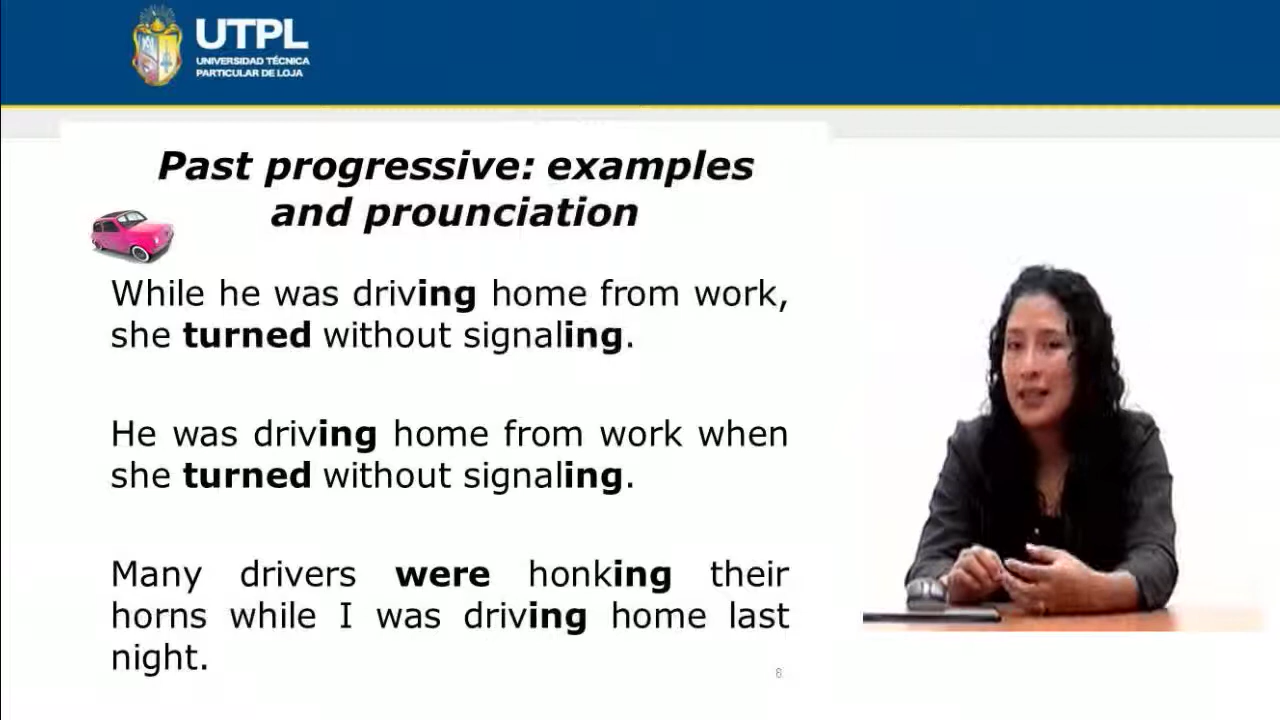 UTPL
UNIVERSIDAD TÉCNICA
PARTICULAR DE LOJA
Past progressive: examples
and prounciation
While he was driving home from work,
she turned without signaling.
He was driving home from work when
she turned without signaling.
Many drivers were honking their
horns while I was driving home last
night.
6